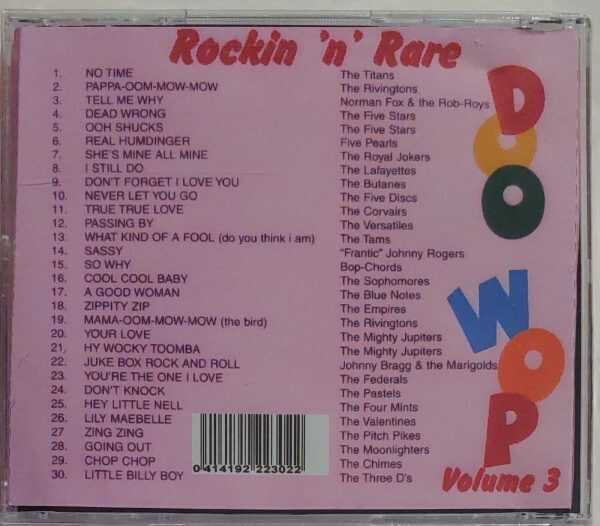 Rockin 'n' Rare
1. NO TIME The Titans
2. PAPPA-OOM-MOW-MOW The Rivingtons
3. TELL ME WHY Norman Fox & the Rob-Roys
4. DEAD WRONG The Five Stars
5. OOH SHUCKS The Five Stars
6. REAL HUMDINGER Five Pearls
7. SHE'S MINE ALL MINE The Royal Jokers
8. I STILL DO The Lafayettes
9. DON'T FORGET I LOVE YOU The Butanes
10. NEVER LET YOU GO The Five Discs
11. TRUE TRUE LOVE The Corvairs
12. PASSING BY The Versatiles
13. WHAT KIND OF A FOOL (do you think i am) The Tams
14. SASSY "Frantic" Johnny Rogers
15. SO WHY Bop-Chords
16. COOL COOL BABY The Sophomores
17. A GOOD WOMAN The Blue Notes
18. ZIPPITY ZIP The Empires
19. MAMA-OOM-MOW-MOW (the bird) The Rivingtons
20. YOUR LOVE The Mighty Jupiters
21, HY WOCKY TOOMBA The Mighty Jupiters
22. JUKE BOX ROCK AND ROLL Johnny Bragg & the Marigolds
23. YOU'RE THE ONE I LOVE The Federals
24. DON'T KNOCK The Pastels
25. HEY LITTLE NELL The Four Mints
26. LILY MAEBELLE The Valentines
27 ZING ZING The Pitch Pikes
28. GOING OUT The Moonlighters
29. CHOP CHOP The Chimes
30. LITTLE BILLY BOY The Three D's
0 414192 223022
DOO WOP
Volume 3